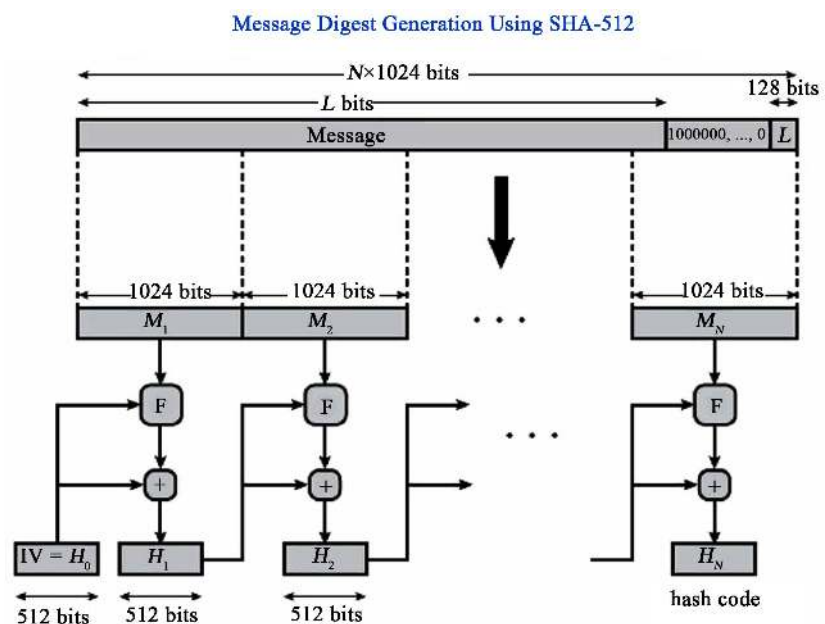 Message Digest Generation Using SHA-512
N×1024 bits
128 bits
L bits
Message 1000000, ..., 0 L
1024 bits 1024 bits 1024 bits
M1 M2 . . . MN
F F F
. . .
+ + +
IV = H0 H1 H2 HN
512 bits 512 bits 512 bits hash code